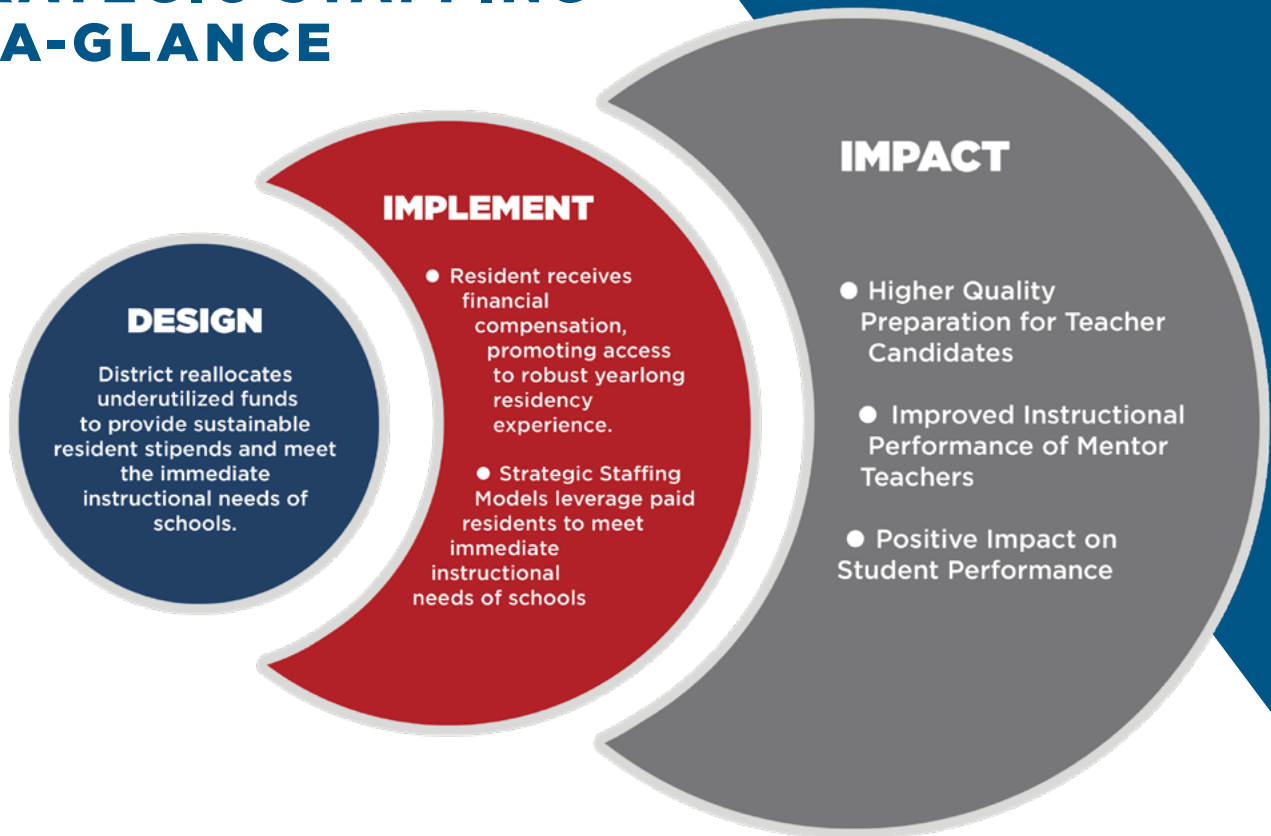 RATEGIC STAFFING
A-GLANCE
DESIGN
District reallocates
underutilized funds
to provide sustainable
resident stipends and meet
the immediate
instructional needs of
schools.
IMPLEMENT
● Resident receives
financial
compensation,
promoting access
to robust yearlong
residency
experience.
● Strategic Staffing
Models leverage paid
residents to meet
immediate
instructional
needs of schools
IMPACT
● Higher Quality
Preparation for Teacher
Candidates
● Improved Instructional
Performance of Mentor
Teachers
● Positive Impact on
Student Performance